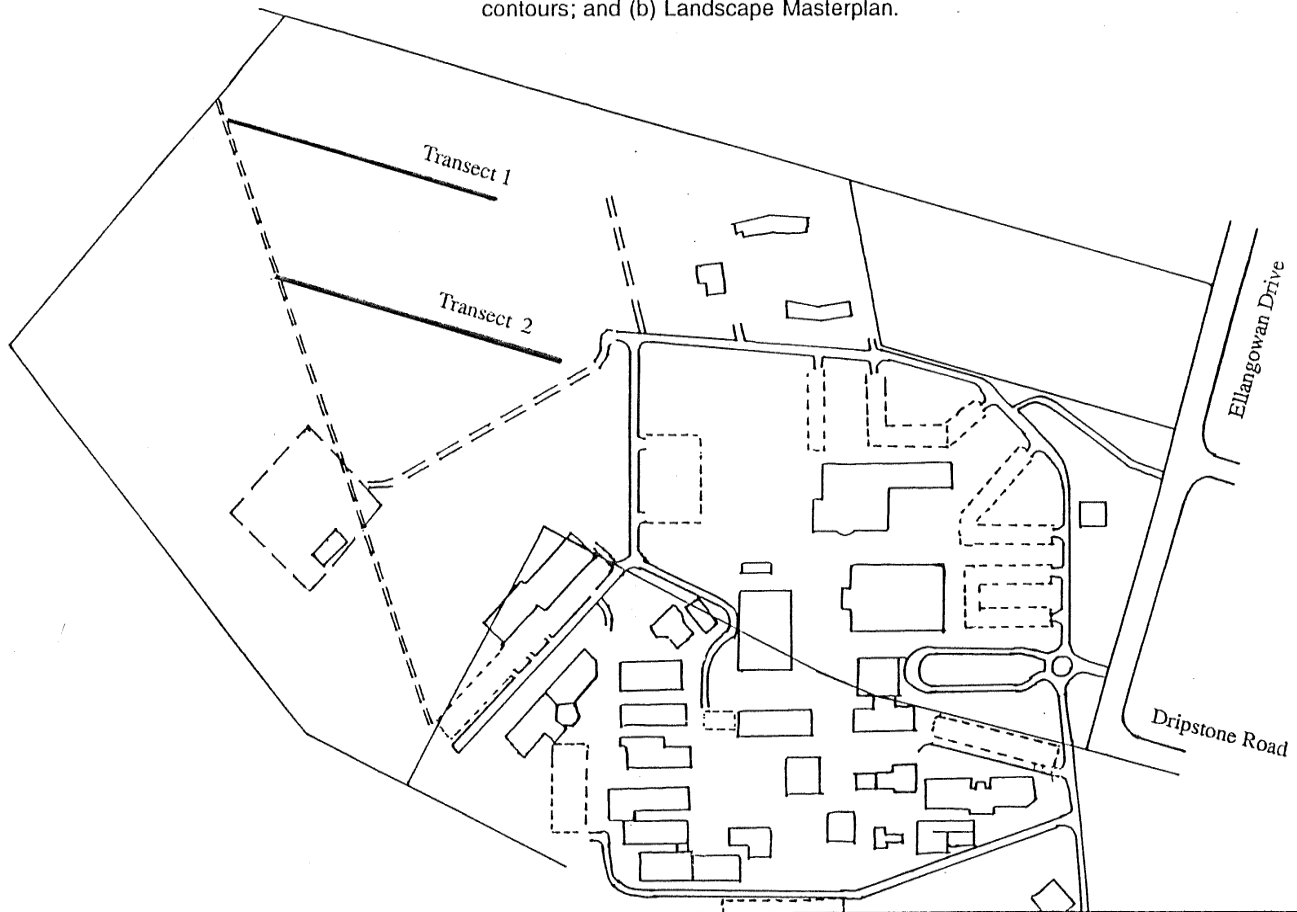 contours; and (b) Landscape Masterplan.
Transect 1
Transect 2
Ellangowan Drive
Dripstone Road